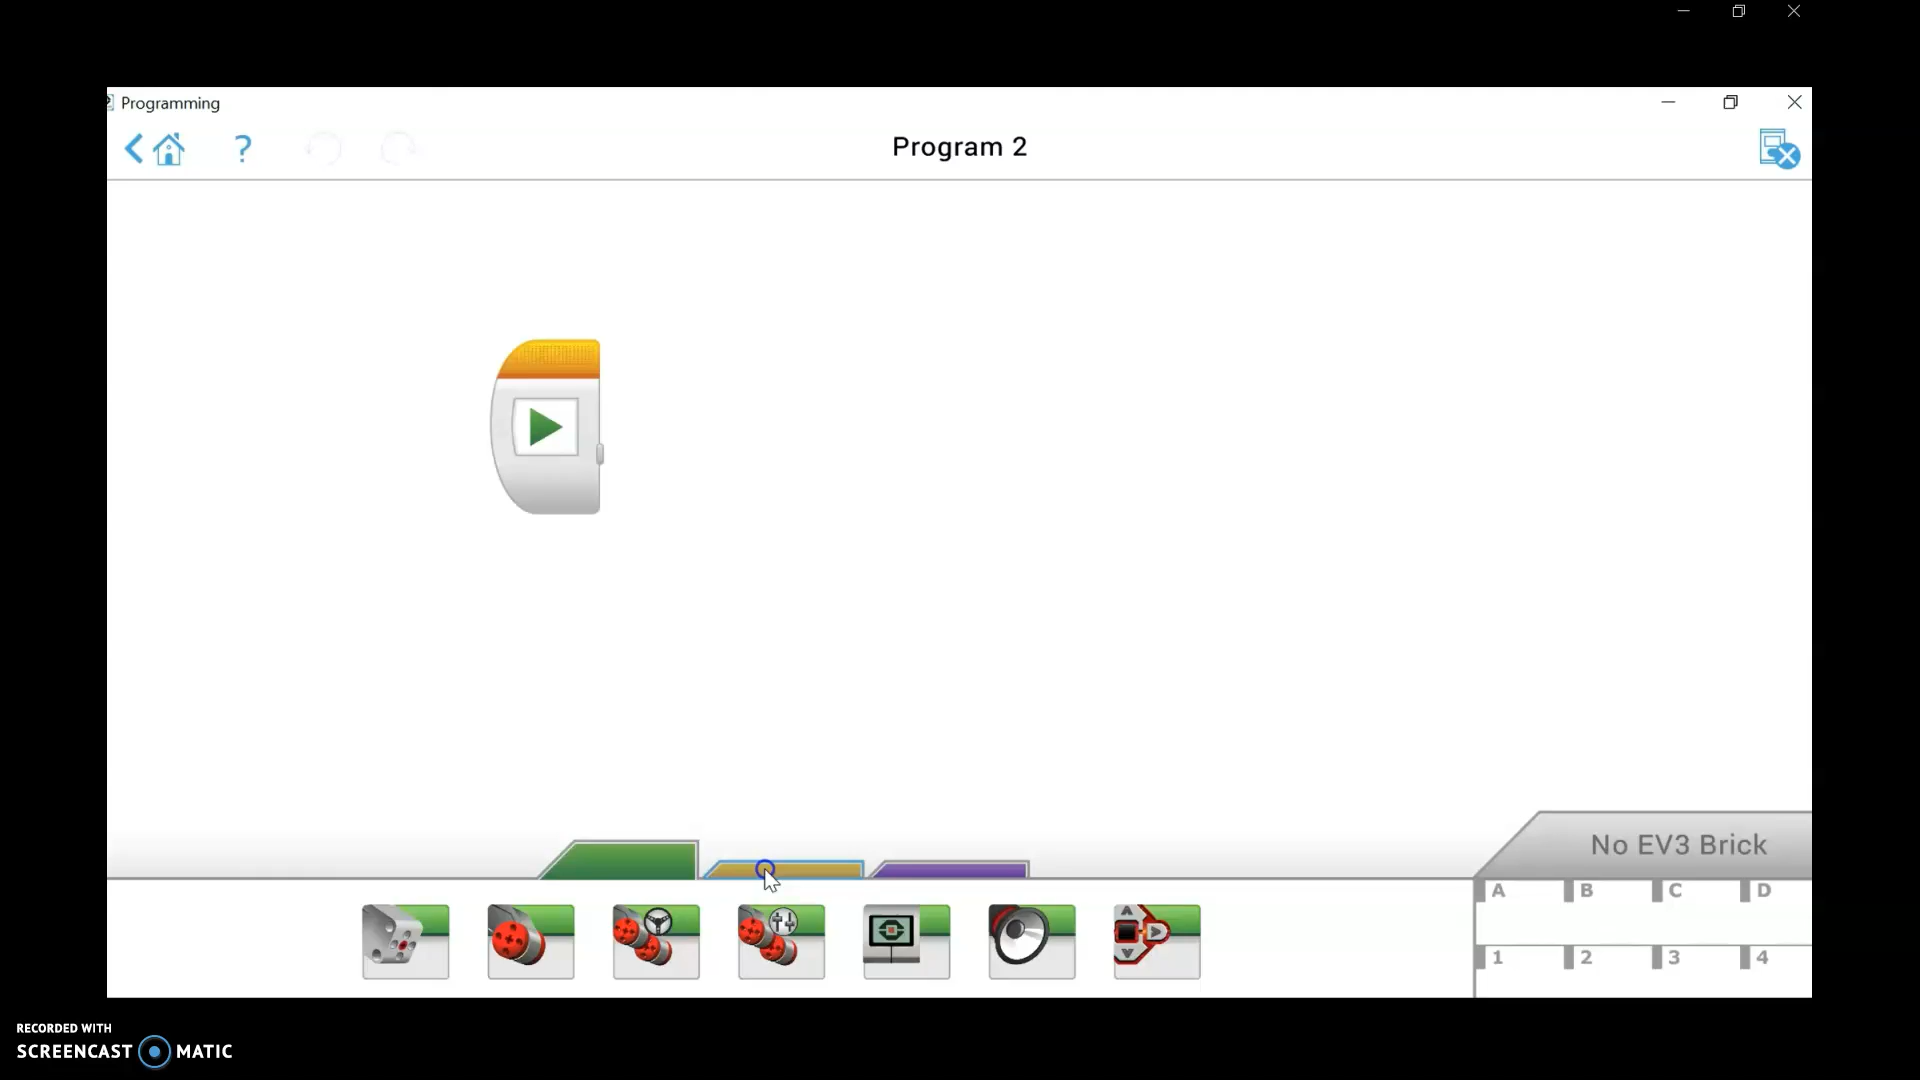 Programming
?
Program 2
No EV3 Brick
A B C D
1 2 3 4
RECORDED WITH
SCREENCAST MATIC